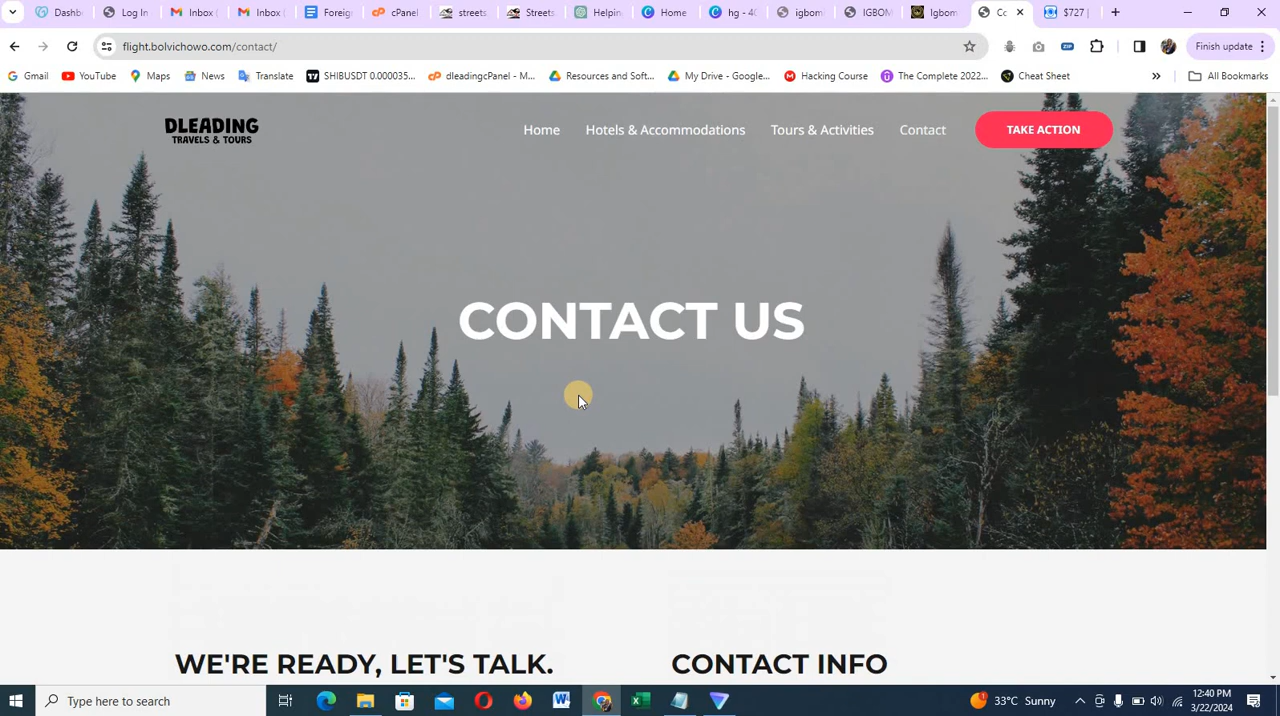 Dashb
Log In
Inbox (
Inbox (
Foreig
cPanel
streets
Streets
Helpin
Home
hg - 40
igbom
IGBOM
Igbom
Co
$727 |
flight.bolvichowo.com/contact/
Finish update
Gmail
YouTube
Maps
News
Translate
SHIBUSDT 0.000035...
dleadingcPanel – M...
Resources and Soft...
My Drive - Google...
Hacking Course
The Complete 2022...
Cheat Sheet
All Bookmarks
DLEADING
TRAVELS & TOURS
Home
Hotels & Accommodations
Tours & Activities
Contact
TAKE ACTION
CONTACT US
WE'RE READY, LET'S TALK.
CONTACT INFO
Type here to search
33°C Sunny
12:40 PM
3/22/2024